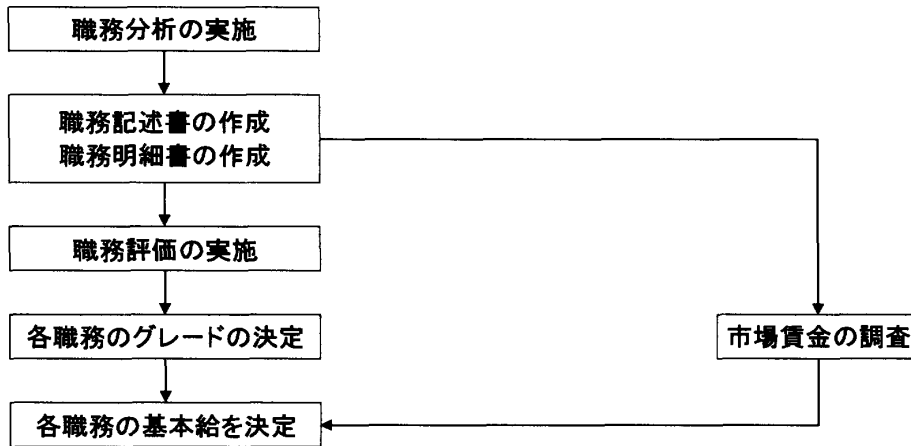 職務分析の実施
職務記述書の作成
職務明細書の作成
職務評価の実施
各職務のグレードの決定
市場賃金の調査
各職務の基本給を決定